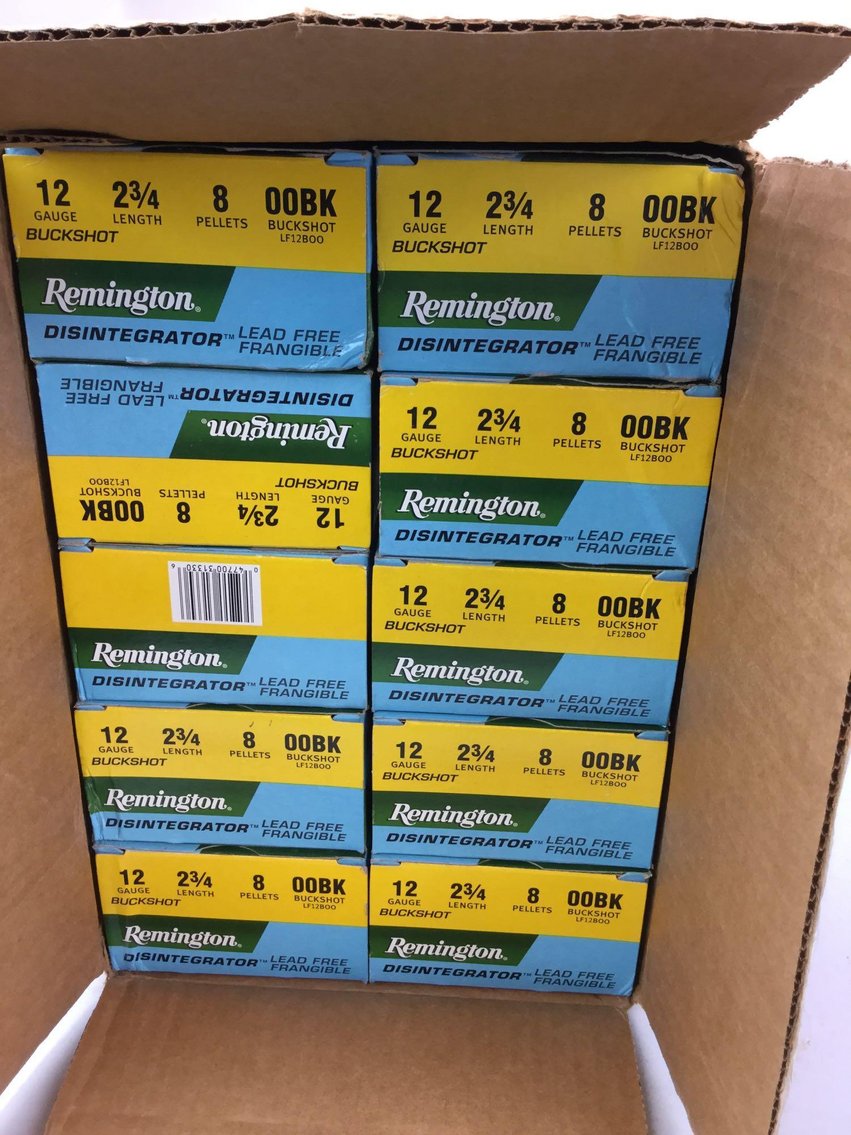 12 2¾ 8 00BK
GAUGE LENGTH PELLETS BUCKSHOT
BUCKSHOT LF12B00
Remington®
DISINTEGRATOR™ LEAD FREE
FRANGIBLE
12 2¾ 8 00BK
GAUGE LENGTH PELLETS BUCKSHOT
BUCKSHOT LF12B00
Remington®
DISINTEGRATOR™ LEAD FREE
FRANGIBLE
12 2¾ 8 00BK
GAUGE LENGTH PELLETS BUCKSHOT
BUCKSHOT LF12B00
Remington®
DISINTEGRATOR™ LEAD FREE
FRANGIBLE
12 2¾ 8 00BK
GAUGE LENGTH PELLETS BUCKSHOT
BUCKSHOT LF12B00
Remington®
DISINTEGRATOR™ LEAD FREE
FRANGIBLE
0 47700 31330 6
Remington®
DISINTEGRATOR™ LEAD FREE
FRANGIBLE
12 2¾ 8 00BK
GAUGE LENGTH PELLETS BUCKSHOT
BUCKSHOT LF12B00
Remington®
DISINTEGRATOR™ LEAD FREE
FRANGIBLE
12 2¾ 8 00BK
GAUGE LENGTH PELLETS BUCKSHOT
BUCKSHOT LF12B00
Remington®
DISINTEGRATOR™ LEAD FREE
FRANGIBLE
12 2¾ 8 00BK
GAUGE LENGTH PELLETS BUCKSHOT
BUCKSHOT LF12B00
Remington®
DISINTEGRATOR™ LEAD FREE
FRANGIBLE
12 2¾ 8 00BK
GAUGE LENGTH PELLETS BUCKSHOT
BUCKSHOT LF12B00
Remington®
DISINTEGRATOR™ LEAD FREE
FRANGIBLE
12 2¾ 8 00BK
GAUGE LENGTH PELLETS BUCKSHOT
BUCKSHOT LF12B00
Remington®
DISINTEGRATOR™ LEAD FREE
FRANGIBLE